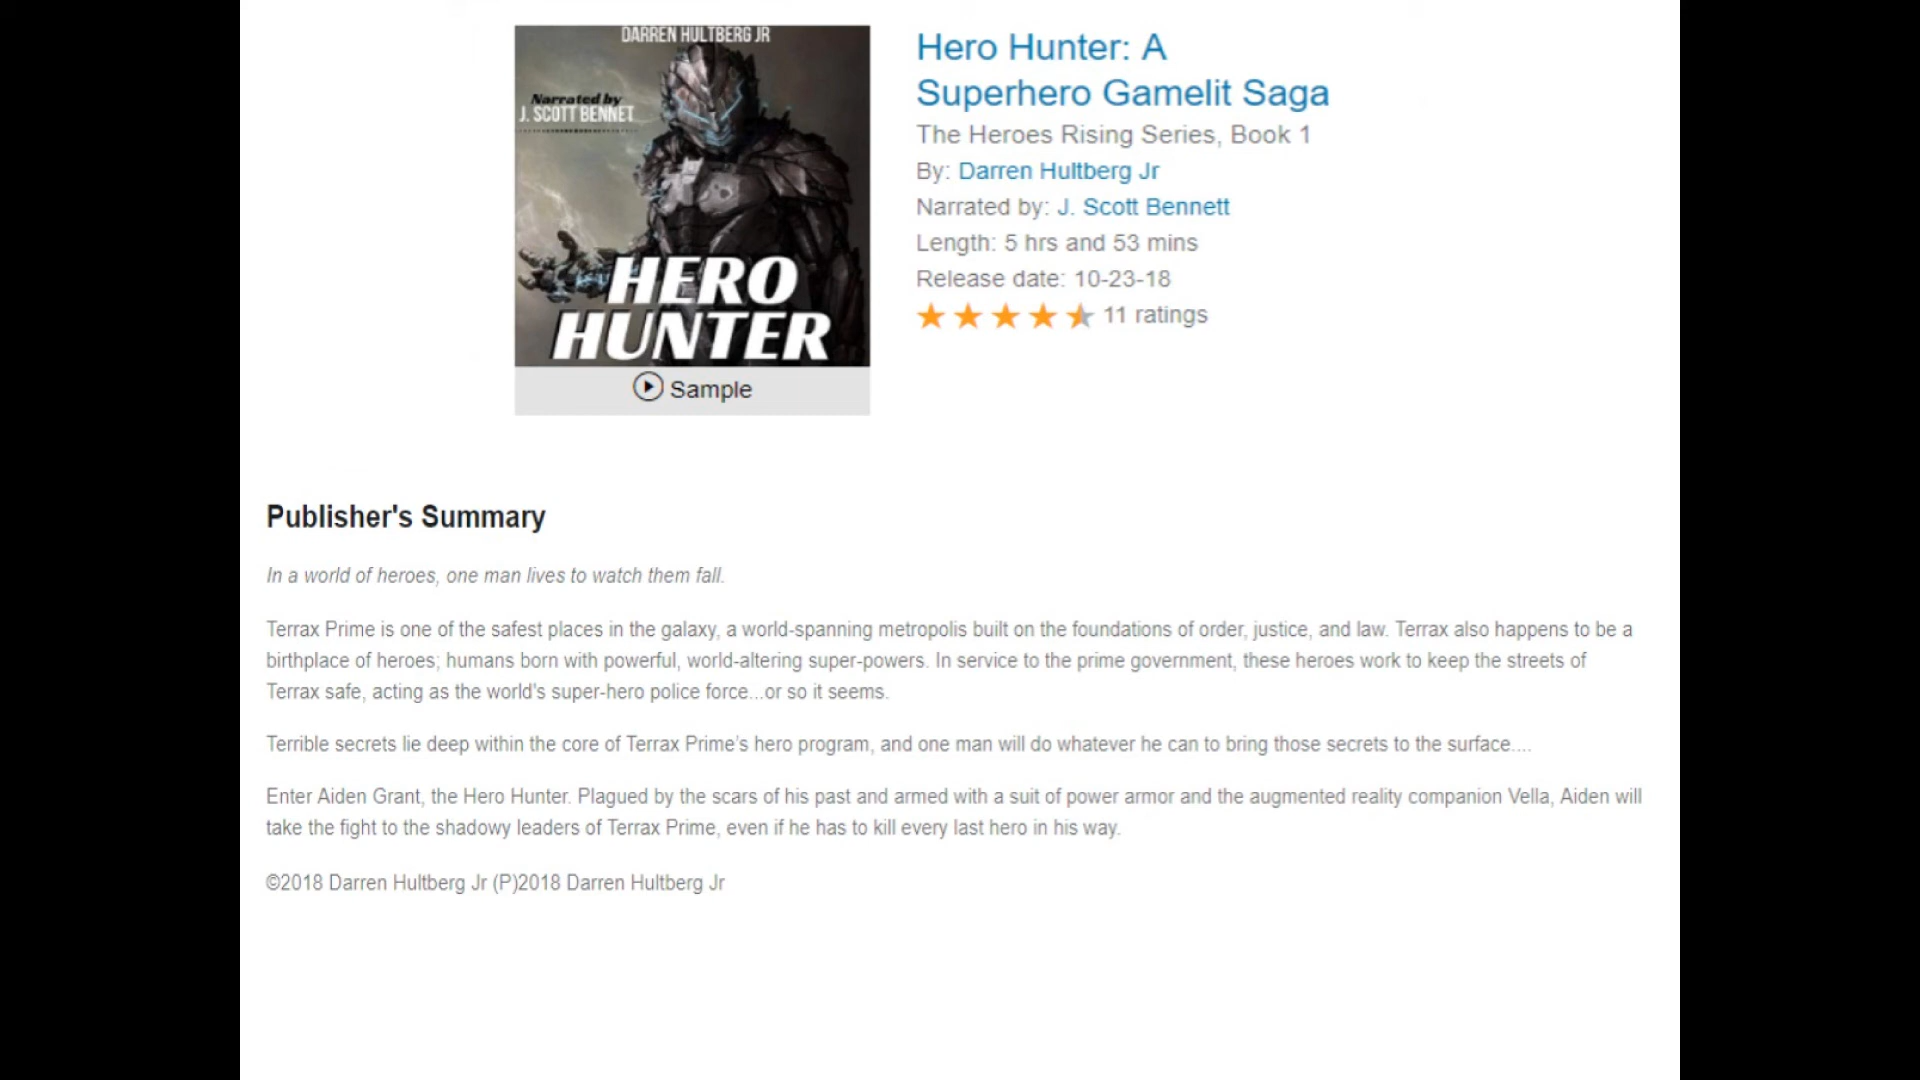 DARREN HULTBERG JR
Narrated by
J. SCOTT BENNET
HERO
HUNTER
Sample
Hero Hunter: A
Superhero Gamelit Saga
The Heroes Rising Series, Book 1
By: Darren Hultberg Jr
Narrated by: J. Scott Bennett
Length: 5 hrs and 53 mins
Release date: 10-23-18
11 ratings
Publisher's Summary
In a world of heroes, one man lives to watch them fall.
Terrax Prime is one of the safest places in the galaxy, a world-spanning metropolis built on the foundations of order, justice, and law. Terrax also happens to be a
birthplace of heroes; humans born with powerful, world-altering super-powers. In service to the prime government, these heroes work to keep the streets of
Terrax safe, acting as the world's super-hero police force...or so it seems.
Terrible secrets lie deep within the core of Terrax Prime’s hero program, and one man will do whatever he can to bring those secrets to the surface....
Enter Aiden Grant, the Hero Hunter. Plagued by the scars of his past and armed with a suit of power armor and the augmented reality companion Vella, Aiden will
take the fight to the shadowy leaders of Terrax Prime, even if he has to kill every last hero in his way.
©2018 Darren Hultberg Jr (P)2018 Darren Hultberg Jr